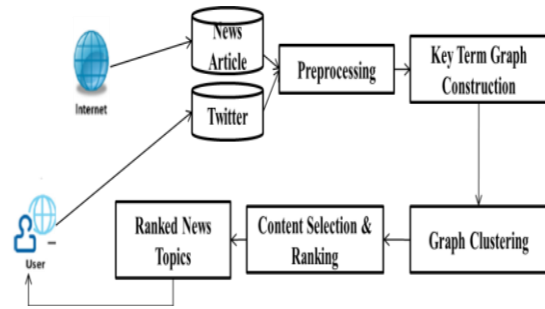 News
Article
Internet
Preprocessing
Key Term Graph
Construction
Twitter
User
Ranked News
Topics
Content Selection &
Ranking
Graph Clustering